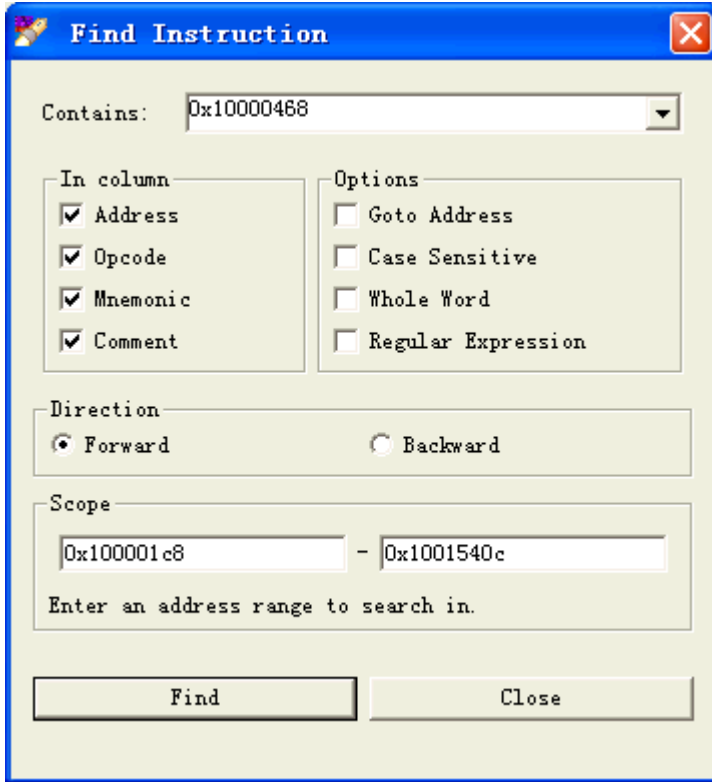 Find Instruction
Contains: 0x10000468
In column Options
Address Goto Address
Opcode Case Sensitive
Mnemonic Whole Word
Comment Regular Expression
Direction
Forward Backward
Scope
0x100001c8 - 0x1001540c
Enter an address range to search in.
Find Close